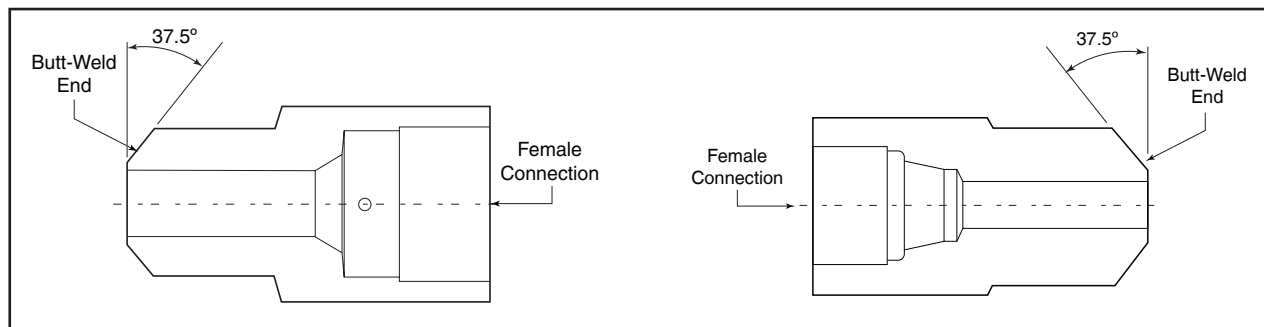 37.5º
Butt-Weld
End
Female
Connection
37.5º
Butt-Weld
End
Female
Connection